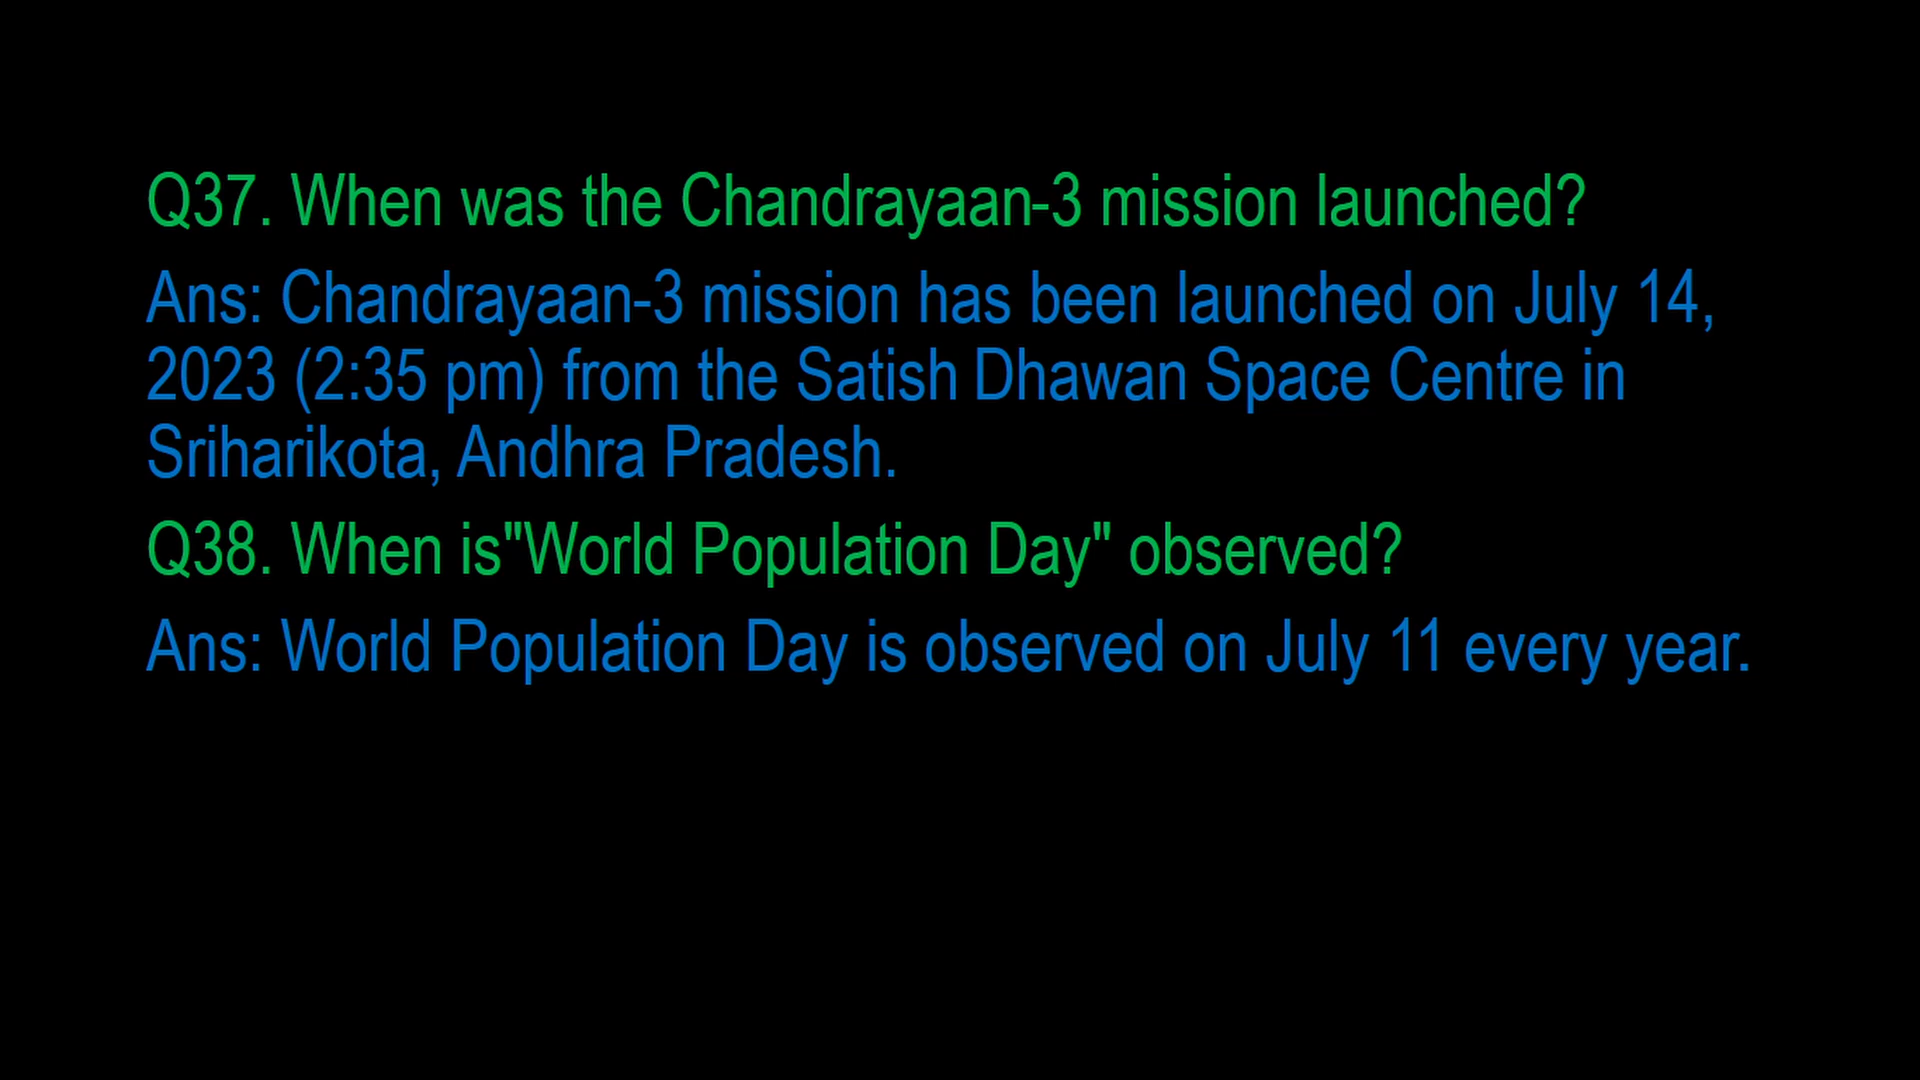 Q37. When was the Chandrayaan-3 mission launched?
Ans: Chandrayaan-3 mission has been launched on July 14,
2023 (2:35 pm) from the Satish Dhawan Space Centre in
Sriharikota, Andhra Pradesh.
Q38. When is"World Population Day" observed?
Ans: World Population Day is observed on July 11 every year.